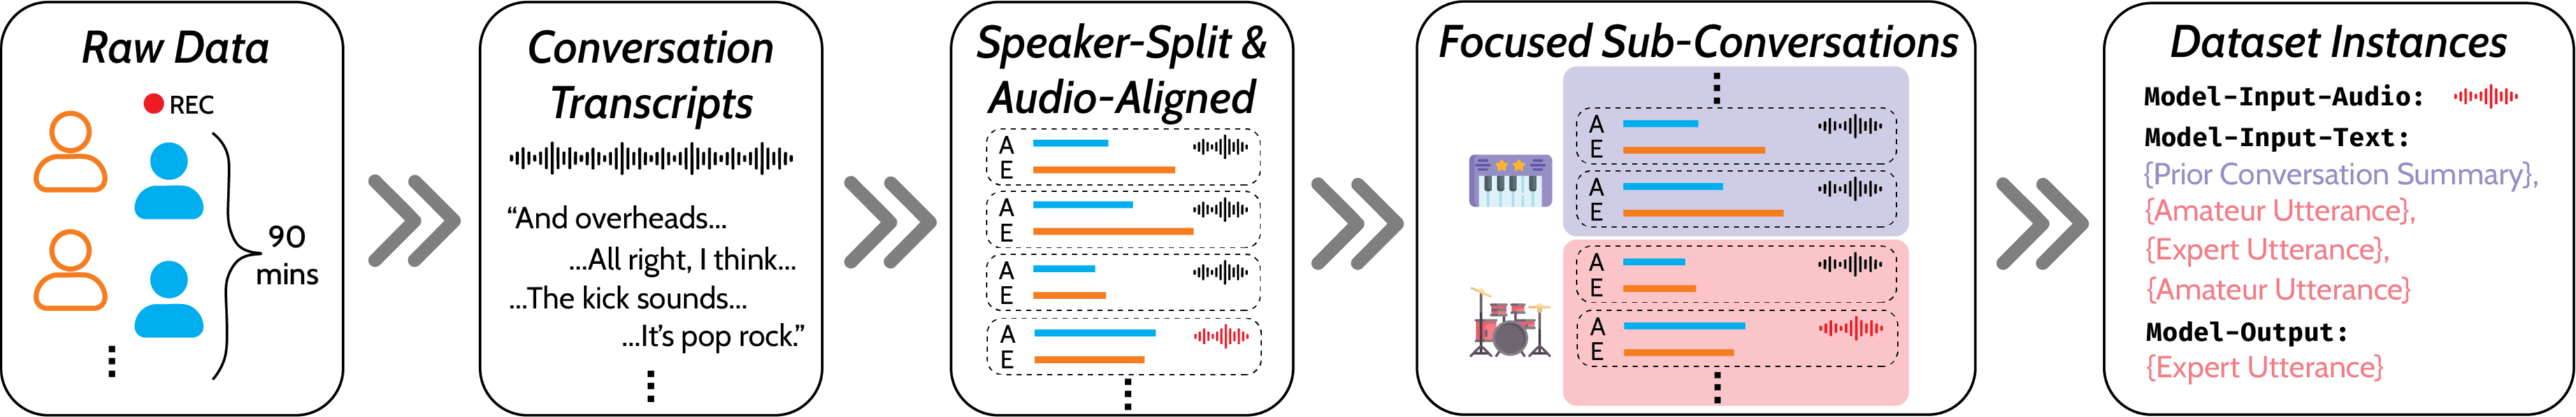 Raw Data
REC
90
mins
Conversation
Transcripts
“And overheads...
...All right, I think...
...The kick sounds...
...It’s pop rock.”
Speaker-Split &
Audio-Aligned
A
E
A
E
A
E
A
E
Focused Sub-Conversations
A
E
A
E
A
E
A
E
Dataset Instances
Model-Input-Audio:
Model-Input-Text:
{Prior Conversation Summary},
{Amateur Utterance},
{Expert Utterance},
{Amateur Utterance}
Model-Output:
{Expert Utterance}